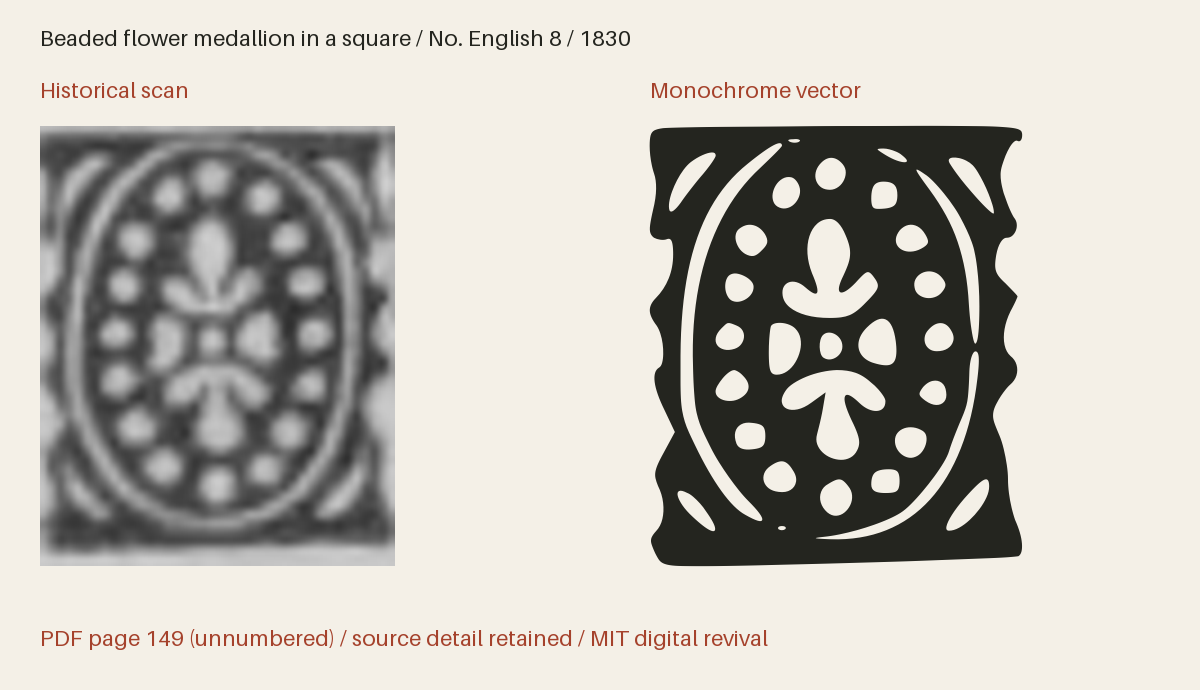 Beaded flower medallion in a square / No. English 8 / 1830
Historical scan
Monochrome vector
PDF page 149 (unnumbered) / source detail retained / MIT digital revival